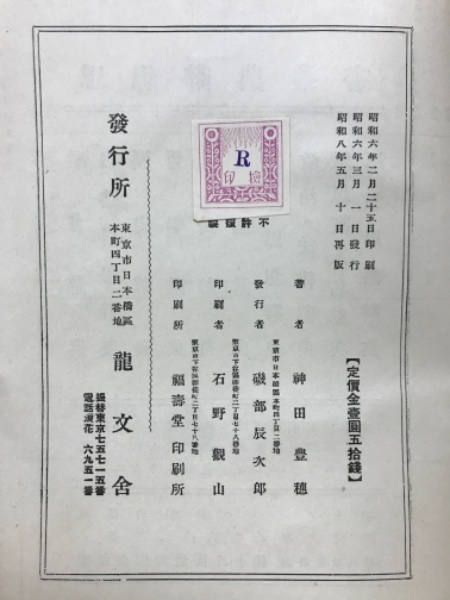 昭和六年二月二十五日印刷
昭和六年三月一日發行
昭和八年五月十日再版
【定價金壹圓五拾錢】
R
檢印
不許複製
著者 神田豊穗
東京市日本橋區本町四丁目二番地
發行者 磯部辰次郎
印刷者 石野觀山
印刷所 福壽堂印刷所
發行所
東京市日本橋區
本町四丁目二番地
龍文舍
振替東京七五七一五番
電話浪花六九五一番